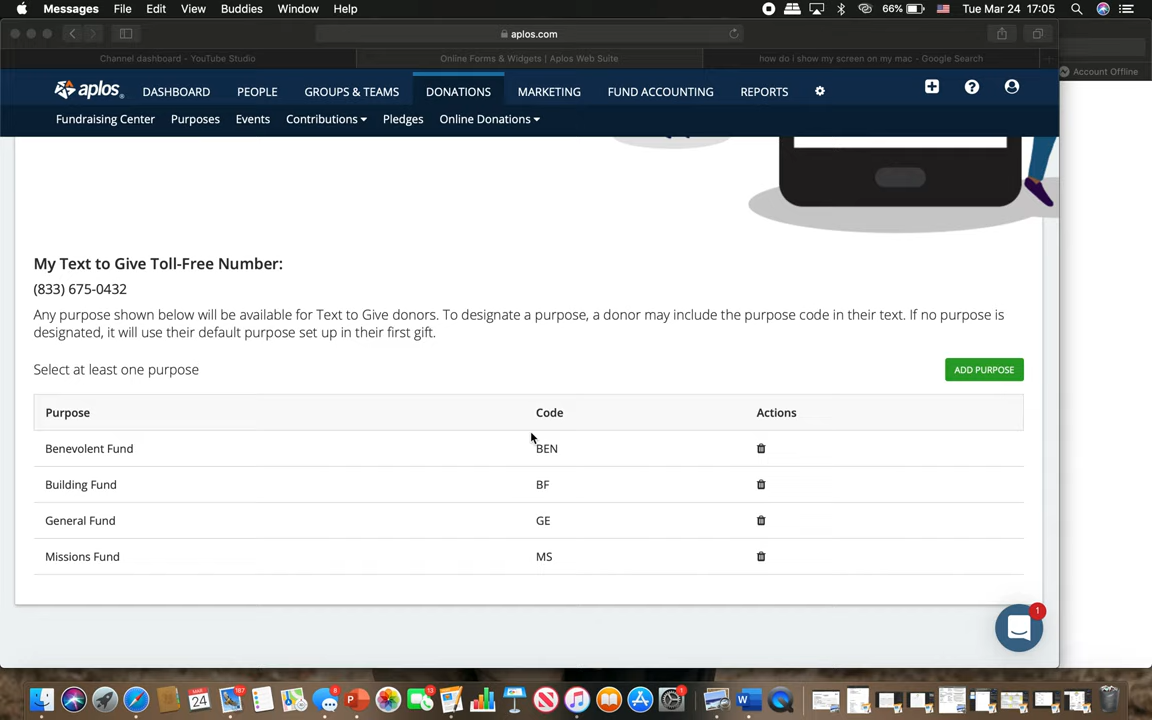 Messages File Edit View Buddies Window Help 66% Tue Mar 24 17:05
aplos.com
Channel dashboard - YouTube Studio Online Forms & Widgets | Aplos Web Suite how do i show my screen on my mac - Google Search Account Offline
aplos. DASHBOARD PEOPLE GROUPS & TEAMS DONATIONS MARKETING FUND ACCOUNTING REPORTS
Fundraising Center Purposes Events Contributions Pledges Online Donations
My Text to Give Toll-Free Number:
(833) 675-0432
Any purpose shown below will be available for Text to Give donors. To designate a purpose, a donor may include the purpose code in their text. If no purpose is
designated, it will use their default purpose set up in their first gift.
Select at least one purpose ADD PURPOSE
Purpose Code Actions
Benevolent Fund BEN
Building Fund BF
General Fund GE
Missions Fund MS
1
24 187 8 13 1